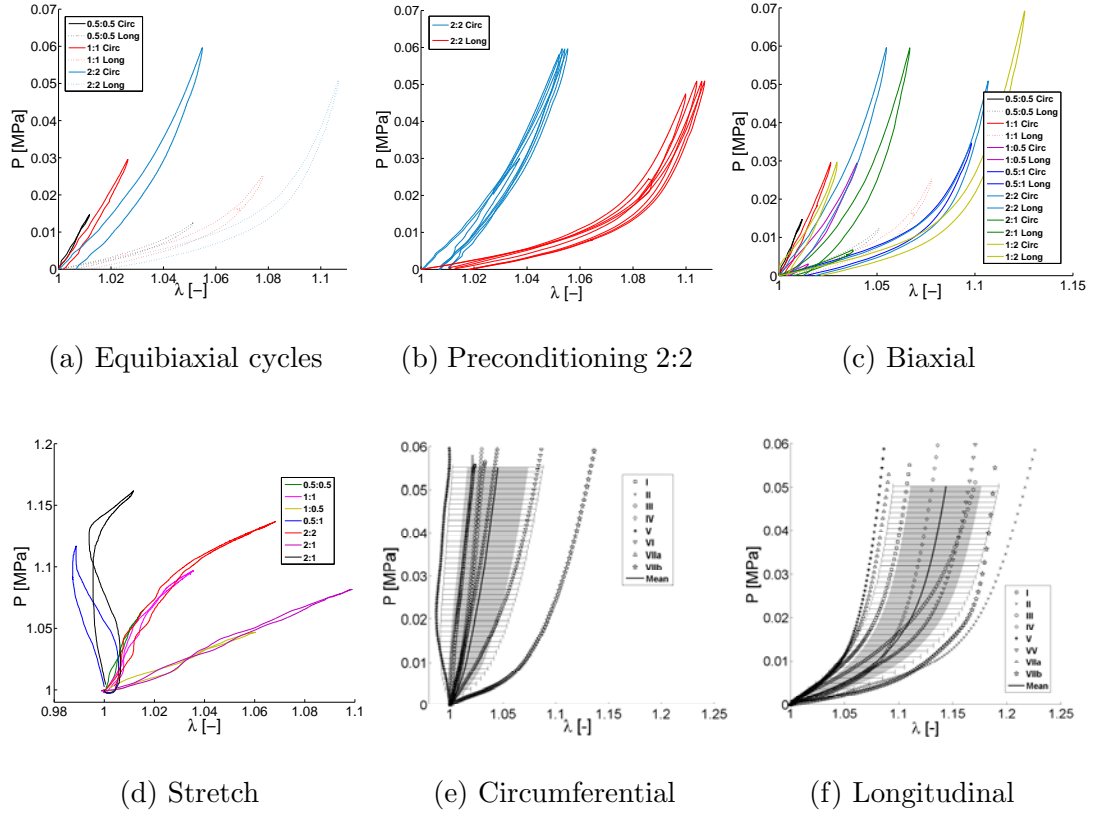 0.06
0.05
0.04
0.03
0.02
0.01
0
P [MPa]
1
1.02
1.04
1.06
1.08
1.1
λ [–]
0.5:0.5 Circ
0.5:0.5 Long
1:1 Circ
1:1 Long
2:2 Circ
2:2 Long
(a) Equibiaxial cycles
0.06
0.05
0.04
0.03
0.02
0.01
0
P [MPa]
1
1.02
1.04
1.06
1.08
1.1
λ [–]
2:2 Circ
2:2 Long
(b) Preconditioning 2:2
0.07
0.06
0.05
0.04
0.03
0.02
0.01
0
P [MPa]
1
1.05
1.1
1.15
λ [–]
0.5:0.5 Circ
0.5:0.5 Long
1:1 Circ
1:1 Long
1:0.5 Circ
1:0.5 Long
0.5:1 Circ
0.5:1 Long
2:2 Circ
2:2 Long
2:1 Circ
2:1 Long
1:2 Circ
1:2 Long
(c) Biaxial
1.2
1.15
1.1
1.05
1
P [MPa]
0.98
1
1.02
1.04
1.06
1.08
1.1
λ [–]
0.5:0.5
1:1
1:0.5
0.5:1
2:2
2:1
2:1
(d) Stretch
0.06
0.05
0.04
0.03
0.02
0.01
0
P [MPa]
1
1.05
1.1
1.15
1.2
1.25
λ [-]
I
II
III
IV
V
VI
VIIa
VIIb
Mean
(e) Circumferential
0.06
0.05
0.04
0.03
0.02
0.01
0
P [MPa]
1
1.05
1.1
1.15
1.2
1.25
λ [-]
I
II
III
IV
V
VV
VIIa
VIIb
Mean
(f) Longitudinal